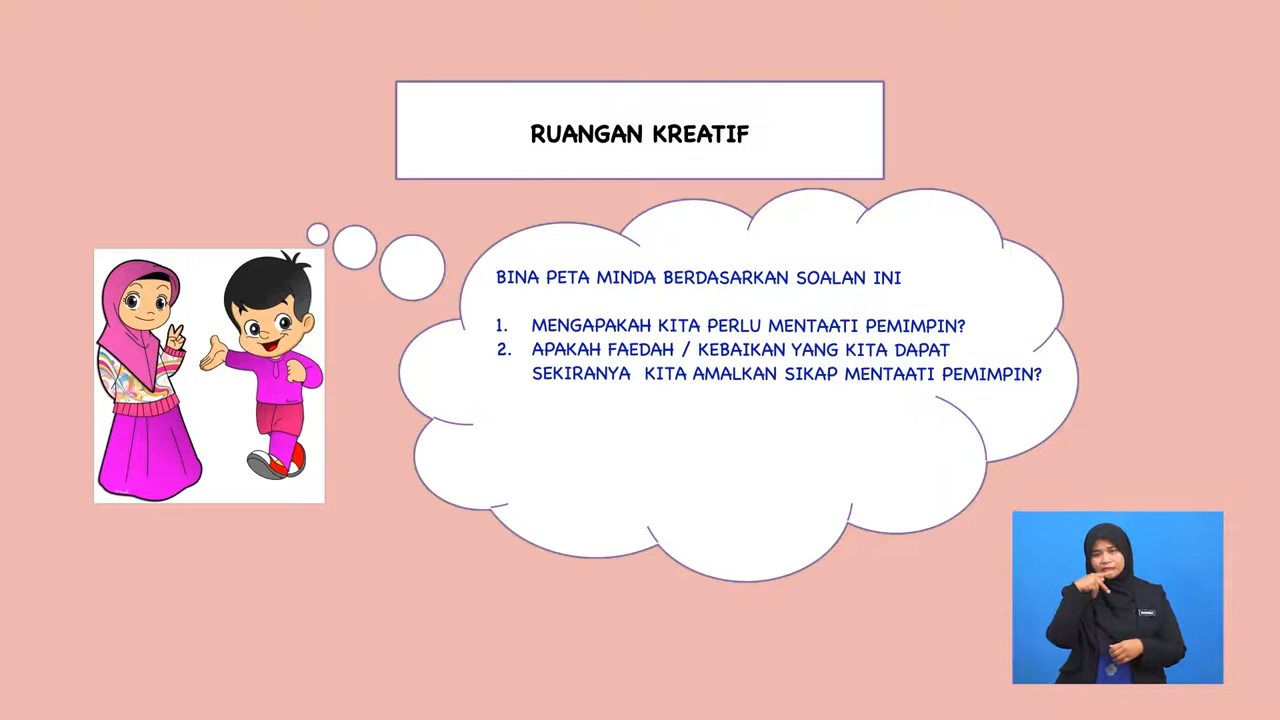 RUANGAN KREATIF
BINA PETA MINDA BERDASARKAN SOALAN INI
1. MENGAPAKAH KITA PERLU MENTAATI PEMIMPIN?
2. APAKAH FAEDAH / KEBAIKAN YANG KITA DAPAT
SEKIRANYA KITA AMALKAN SIKAP MENTAATI PEMIMPIN?